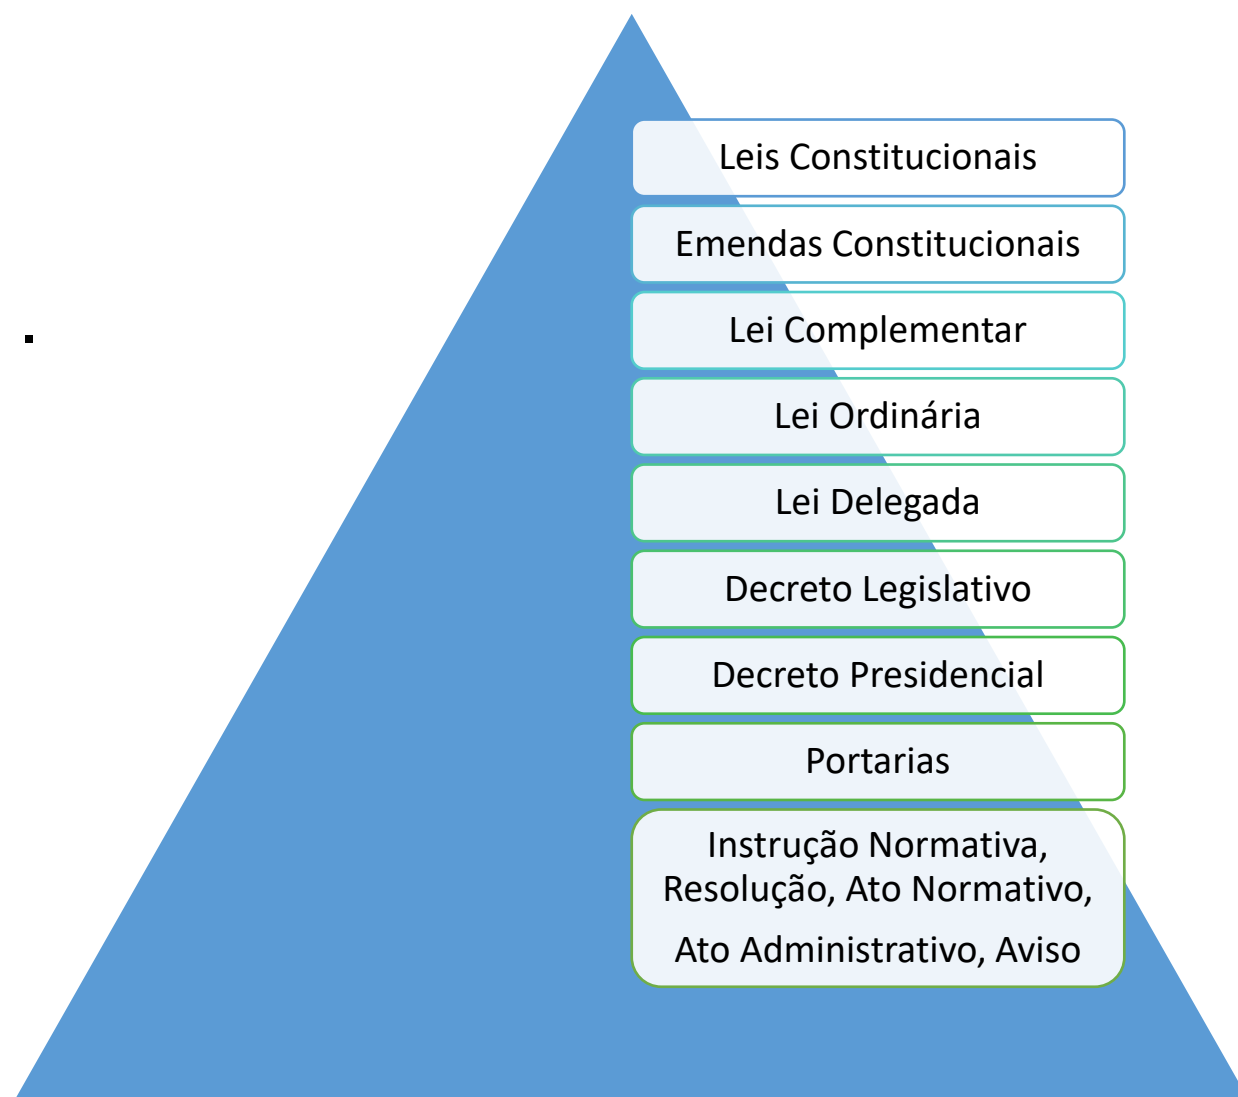 Leis Constitucionais
Emendas Constitucionais
Lei Complementar
Lei Ordinária
Lei Delegada
Decreto Legislativo
Decreto Presidencial
Portarias
Instrução Normativa,
Resolução, Ato Normativo,
Ato Administrativo, Aviso